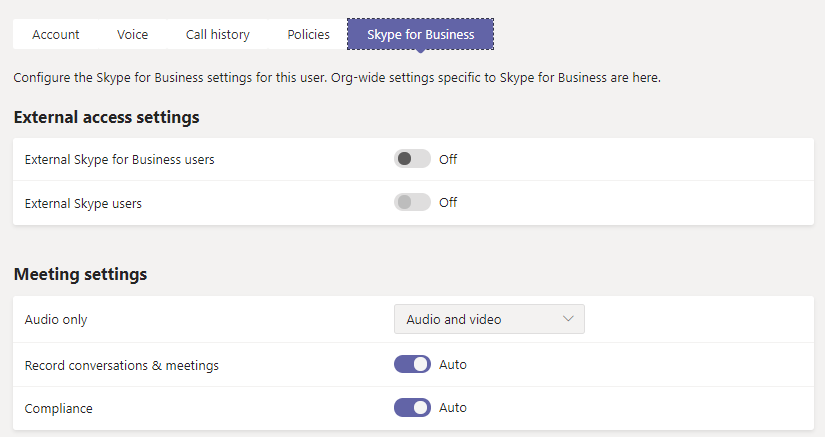 Account Voice Call history Policies Skype for Business
Configure the Skype for Business settings for this user. Org-wide settings specific to Skype for Business are here.
External access settings
External Skype for Business users Off
External Skype users Off
Meeting settings
Audio only Audio and video
Record conversations & meetings Auto
Compliance Auto